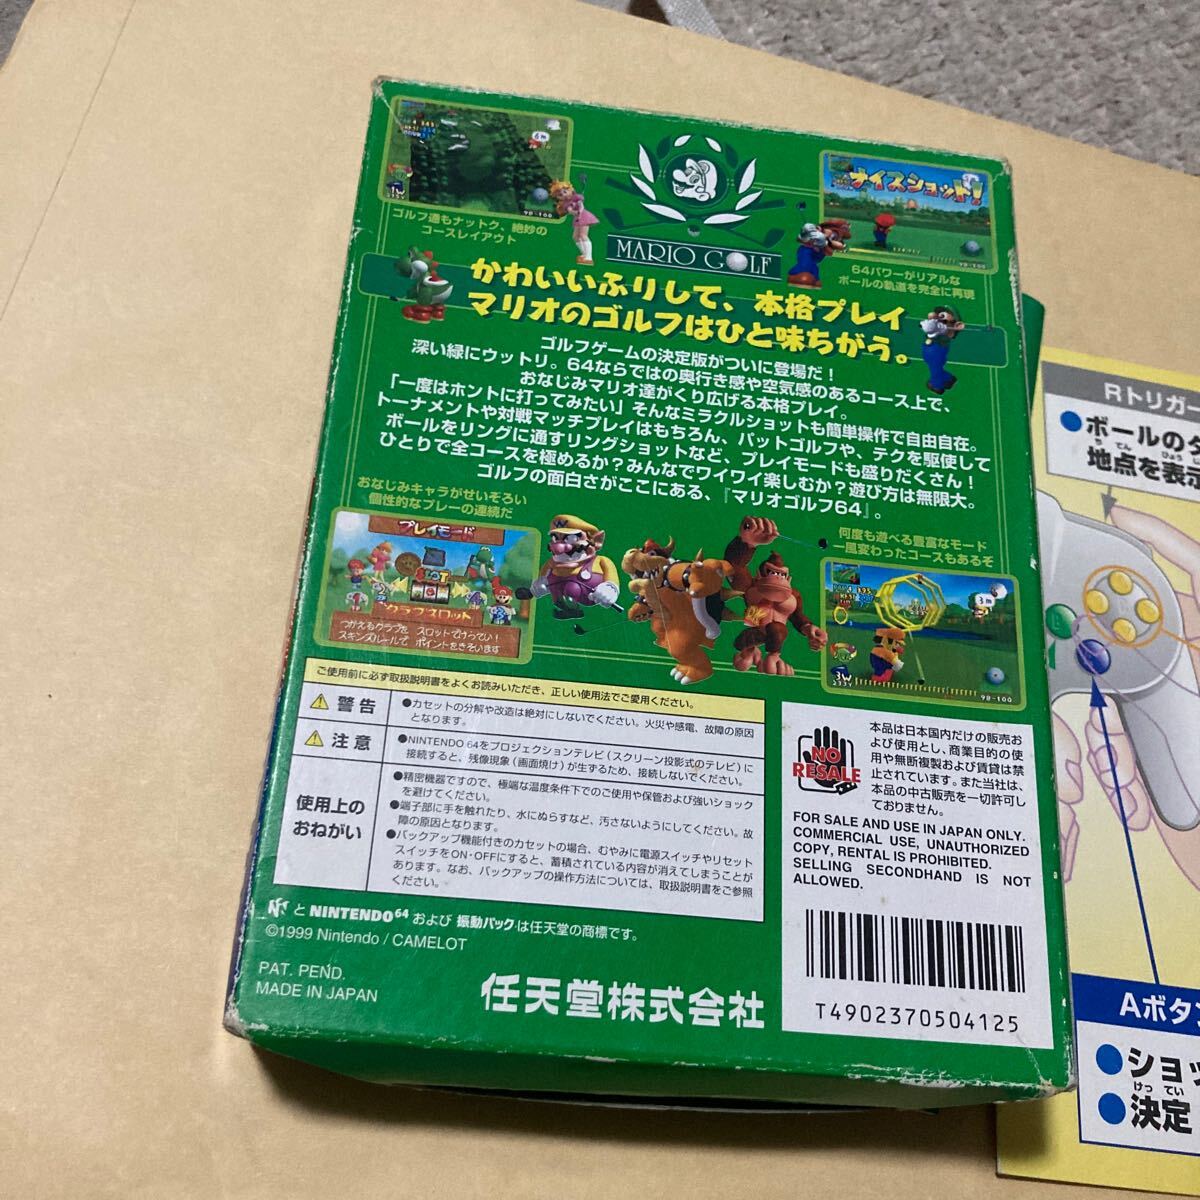 ゴルフ通もナットク、絶妙の
コースレイアウト
MARIO GOLF
ナイスショット!
64パワーがリアルな
ボールの軌道を完全に再現
かわいいふりして、本格プレイ
マリオのゴルフはひと味ちがう。
ゴルフゲームの決定版がついに登場だ!
深い緑にウットリ。64ならではの奥行き感や空気感のあるコース上で、
おなじみマリオ達がくり広げる本格プレイ。
「一度はホントに打ってみたい」そんなミラクルショットも簡単操作で自由自在。
トーナメントや対戦マッチプレイはもちろん、パットゴルフや、テクを駆使して
ボールをリングに通すリングショットなど、プレイモードも盛りだくさん!
ひとりで全コースを極めるか?みんなでワイワイ楽しむか?遊び方は無限大。
ゴルフの面白さがここにある、『マリオゴルフ64』。
おなじみキャラがせいぞろい
個性的なプレーの連続だ
プレイモード
SLOT
クラブスロット
つかえるクラブを スロットでけってい!
スキンズルールで ポイントをきそいます
何度も遊べる豊富なモード
一風変わったコースもあるぞ
ご使用前に必ず取扱説明書をよくお読みいただき、正しい使用法でご愛用ください。
警告
●カセットの分解や改造は絶対にしないでください。火災や感電、故障の原因
となります。
注意
●NINTENDO 64をプロジェクションテレビ(スクリーン投影式のテレビ)に
接続すると、残像現象(画面焼け)が生ずるため、接続しないでください。
使用上の
おねがい
●精密機器ですので、極端な温度条件下でのご使用や保管および強いショック
を避けてください。
●端子部に手を触れたり、水にぬらすなど、汚さないようにしてください。故
障の原因となります。
●バックアップ機能付きのカセットの場合、むやみに電源スイッチやリセット
スイッチをON・OFFにすると、蓄積されている内容が消えてしまうことが
あります。なお、バックアップの操作方法については、取扱説明書をご参照
ください。
と NINTENDO64 および 振動パック は任天堂の商標です。
©1999 Nintendo / CAMELOT
PAT. PEND.
MADE IN JAPAN
任天堂株式会社
NO
RESALE
本品は日本国内だけの販売お
よび使用とし、商業目的の使
用や無断複製および賃貸は禁
止されています。また当社は、
本品の中古販売を一切許可し
ておりません。
FOR SALE AND USE IN JAPAN ONLY.
COMMERCIAL USE, UNAUTHORIZED
COPY, RENTAL IS PROHIBITED.
SELLING SECONDHAND IS NOT
ALLOWED.
T4902370504125
Rトリガー
●ボールの
地点を表示
Aボタン
●ショッ
●決定